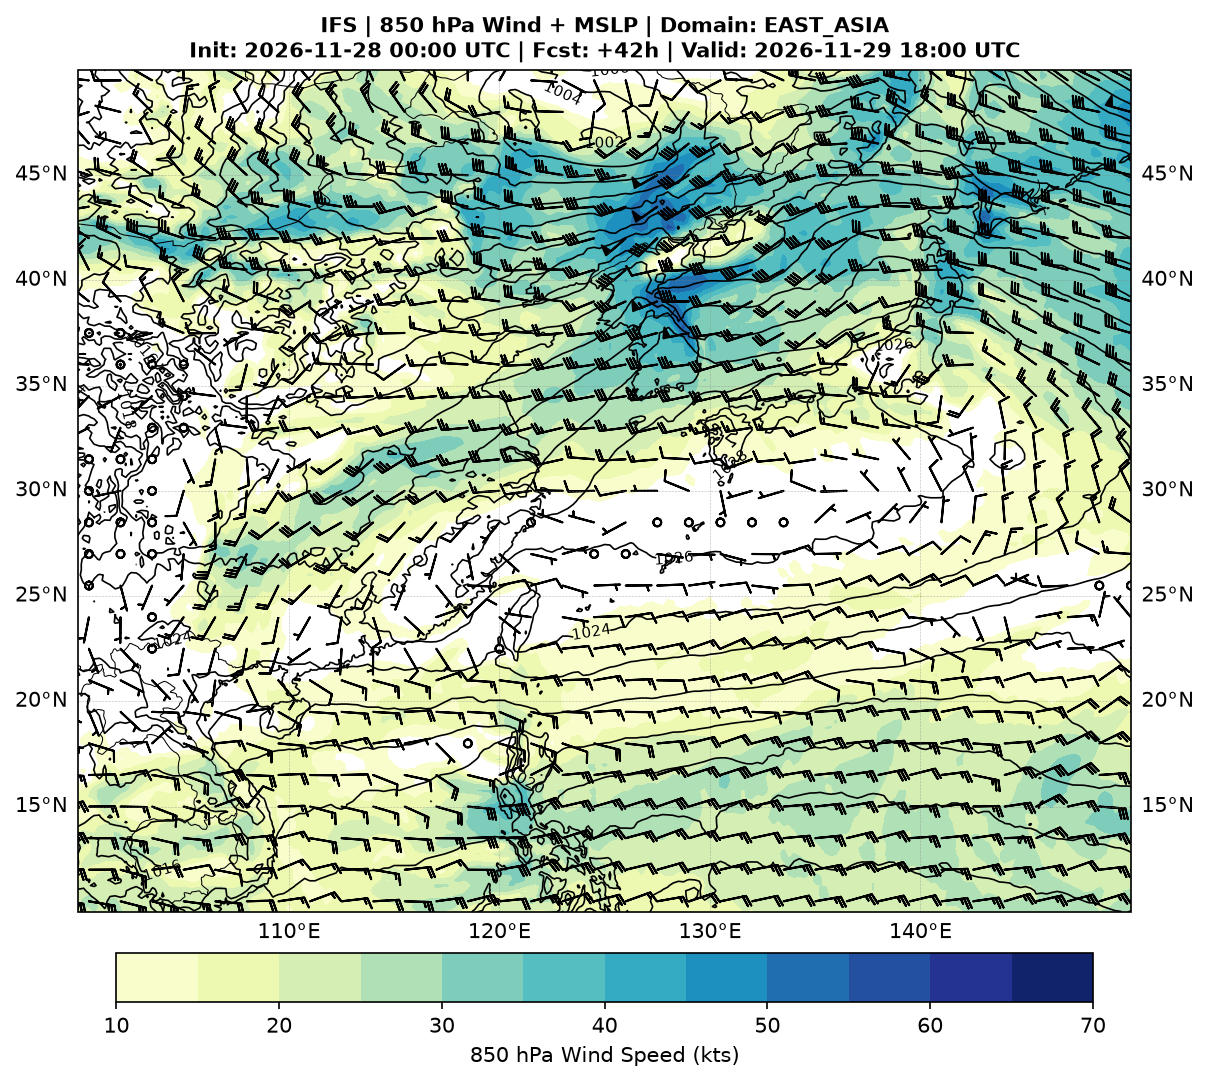 IFS | 850 hPa Wind + MSLP | Domain: EAST_ASIA
Init: 2026-11-28 00:00 UTC | Fcst: +42h | Valid: 2026-11-29 18:00 UTC
1004
1002
45°N 45°N
40°N 40°N
1026
35°N 35°N
30°N 30°N
1026
25°N 25°N
1024
1024
20°N 20°N
15°N 15°N
110°E 120°E 130°E 140°E
10 20 30 40 50 60 70
850 hPa Wind Speed (kts)